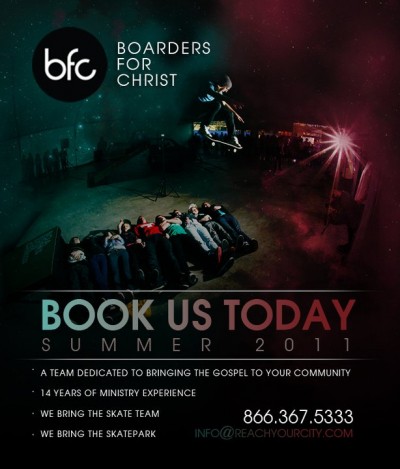 bfc
BOARDERS
FOR
CHRIST
BOOK US TODAY
SUMMER 2011
· A TEAM DEDICATED TO BRINGING THE GOSPEL TO YOUR COMMUNITY
· 14 YEARS OF MINISTRY EXPERIENCE
· WE BRING THE SKATE TEAM
· WE BRING THE SKATEPARK
866.367.5333
INFO@REACHYOURCITY.COM